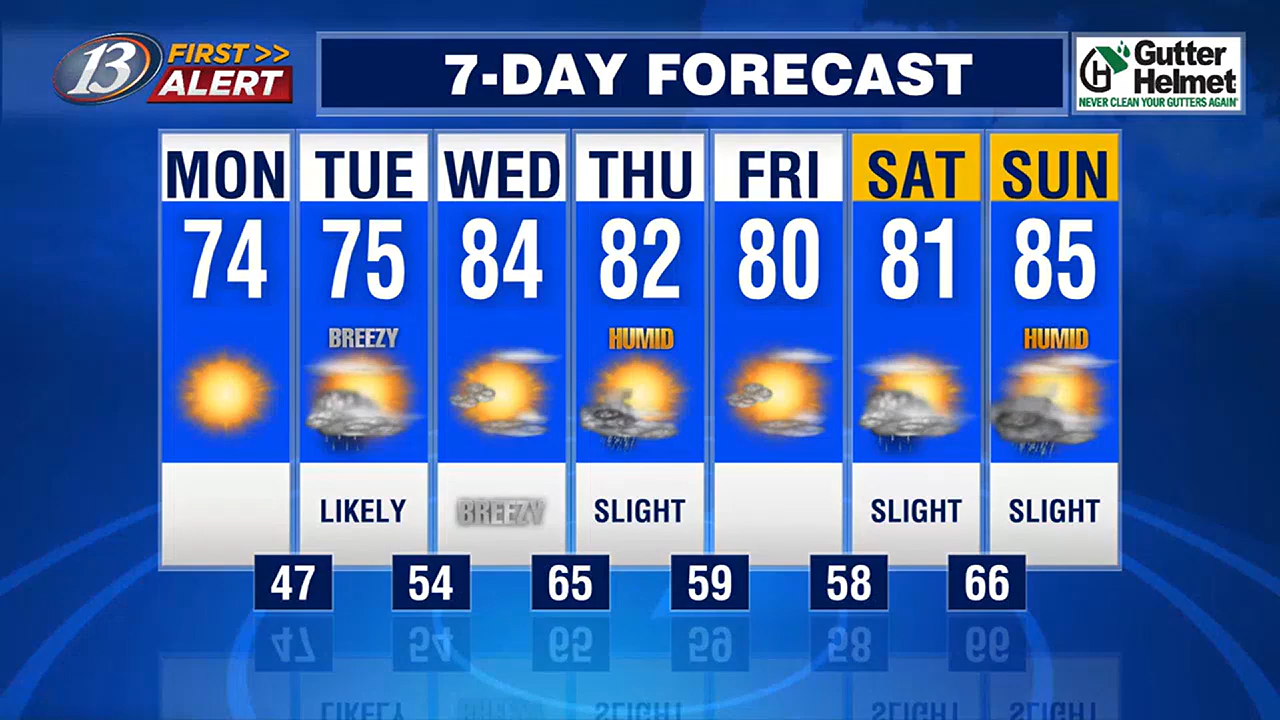 13 FIRST >>
ALERT
7-DAY FORECAST
Gutter
Helmet
NEVER CLEAN YOUR GUTTERS AGAIN®
MON TUE WED THU FRI SAT SUN
74 75 84 82 80 81 85
BREEZY HUMID HUMID
LIKELY BREEZY SLIGHT SLIGHT SLIGHT
47 54 65 59 58 66